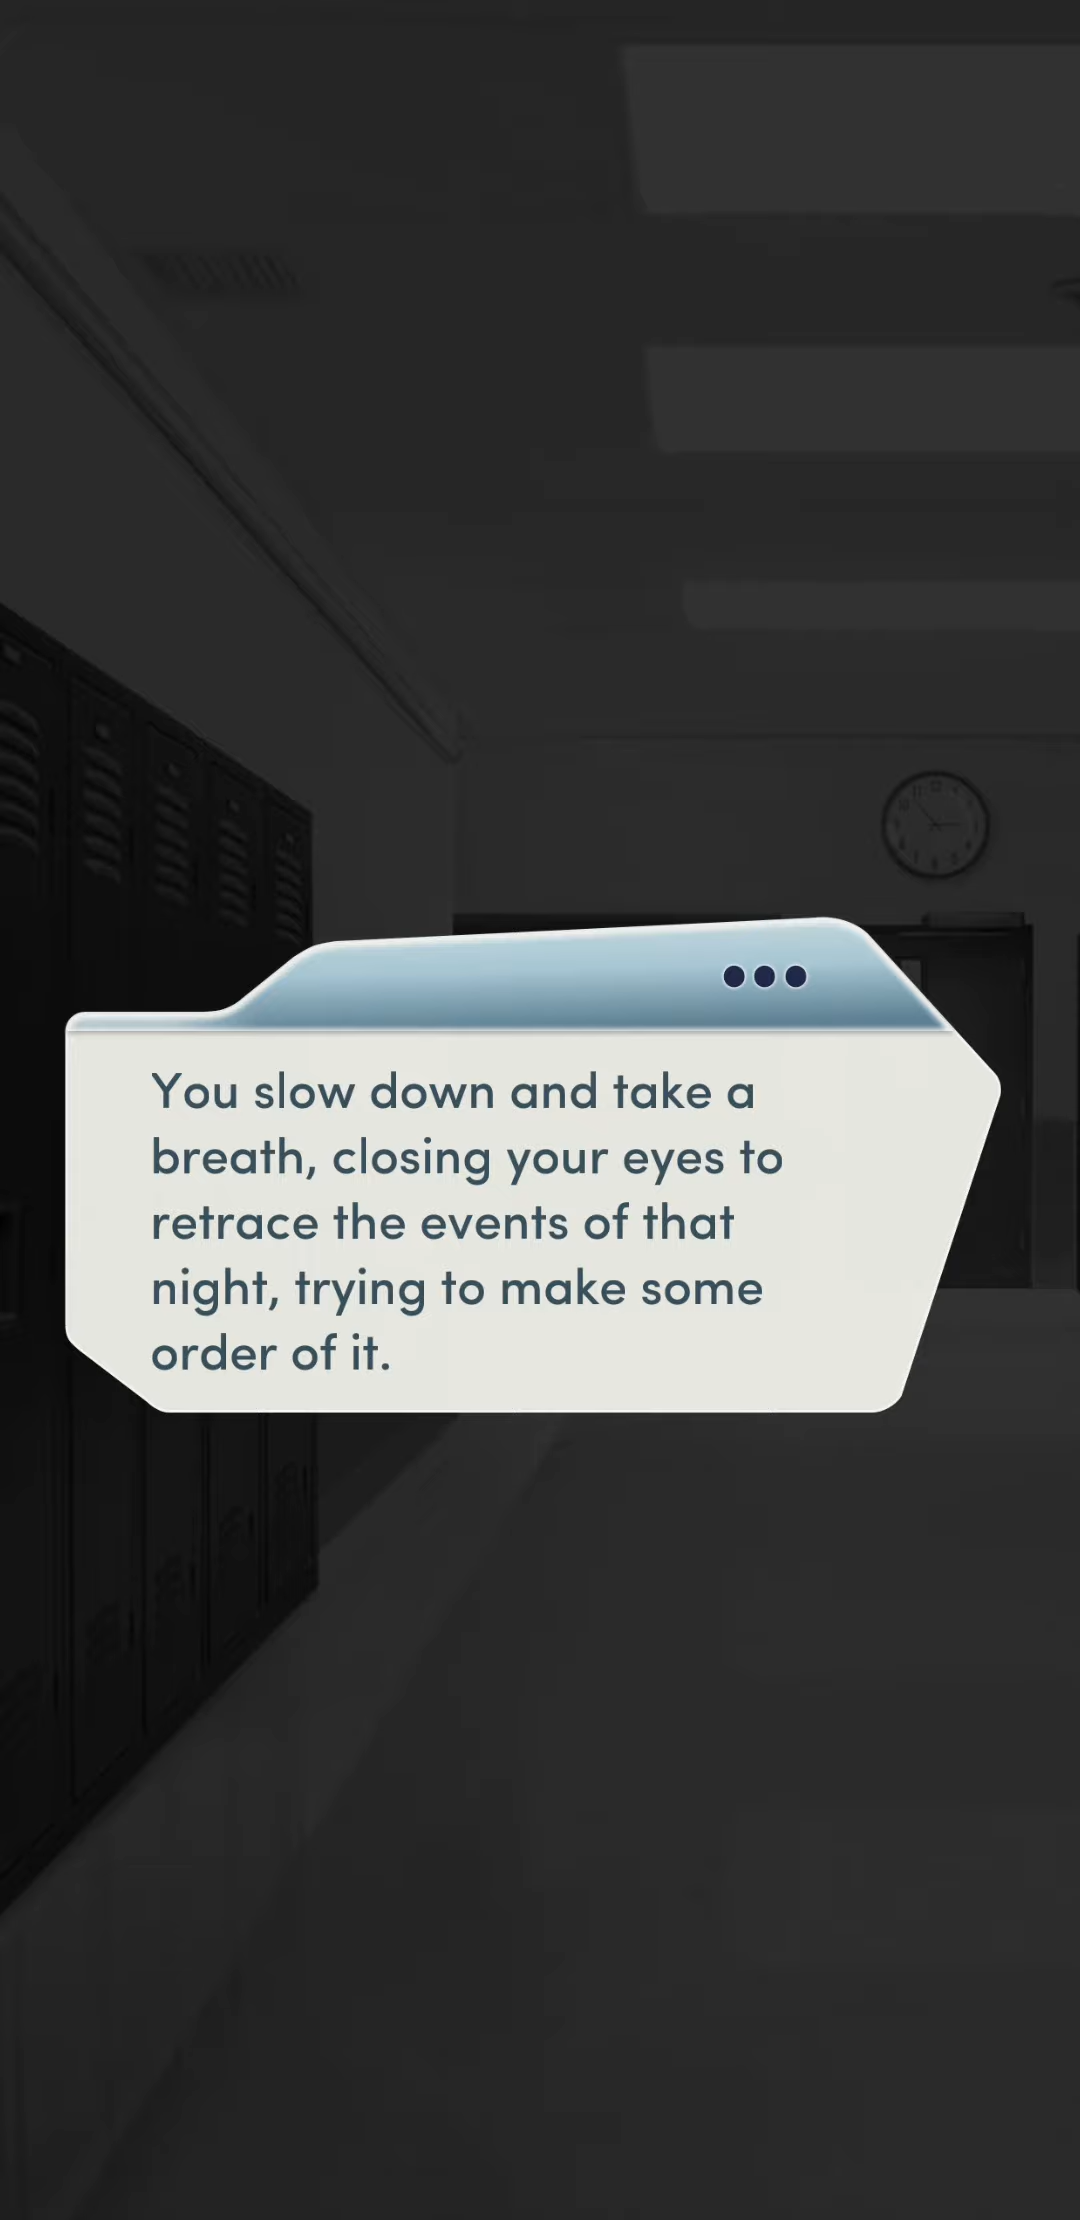 You slow down and take a
breath, closing your eyes to
retrace the events of that
night, trying to make some
order of it.